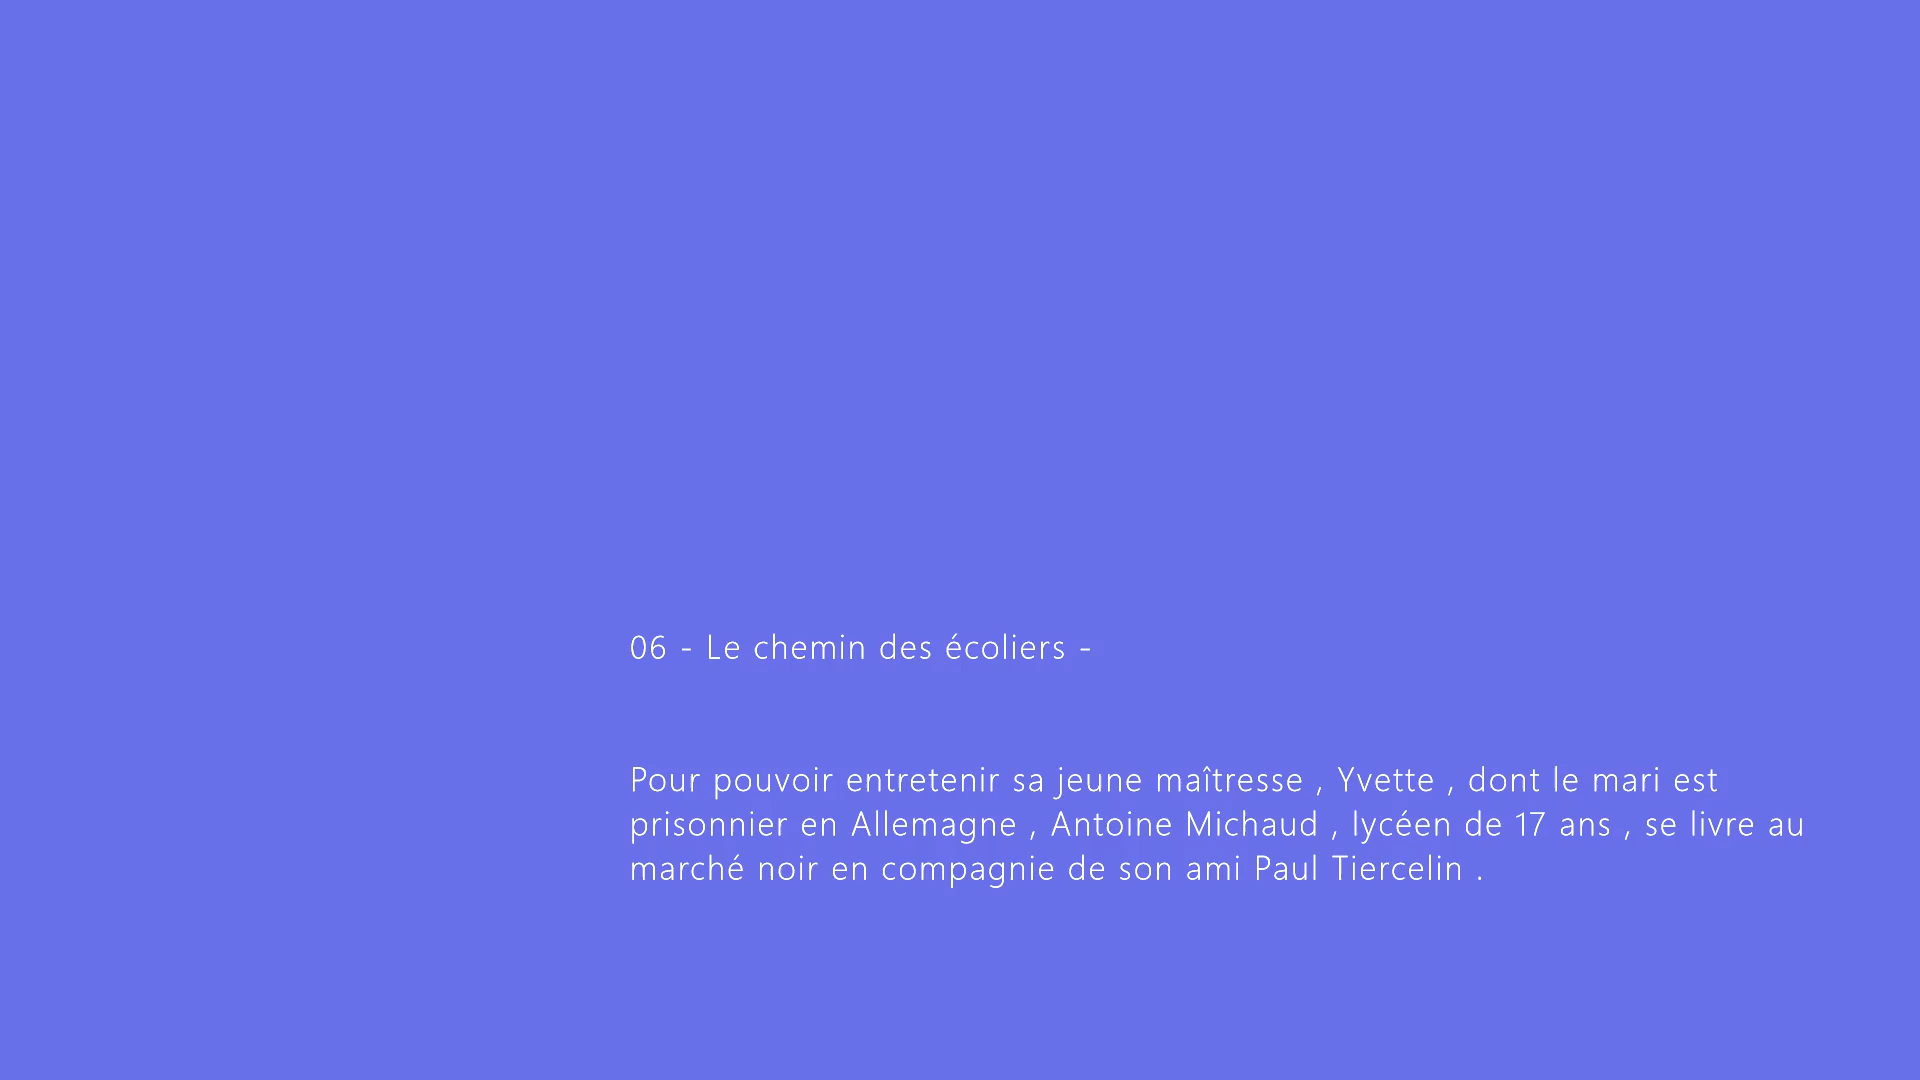 06 - Le chemin des écoliers -
Pour pouvoir entretenir sa jeune maîtresse , Yvette , dont le mari est
prisonnier en Allemagne , Antoine Michaud , lycéen de 17 ans , se livre au
marché noir en compagnie de son ami Paul Tiercelin .